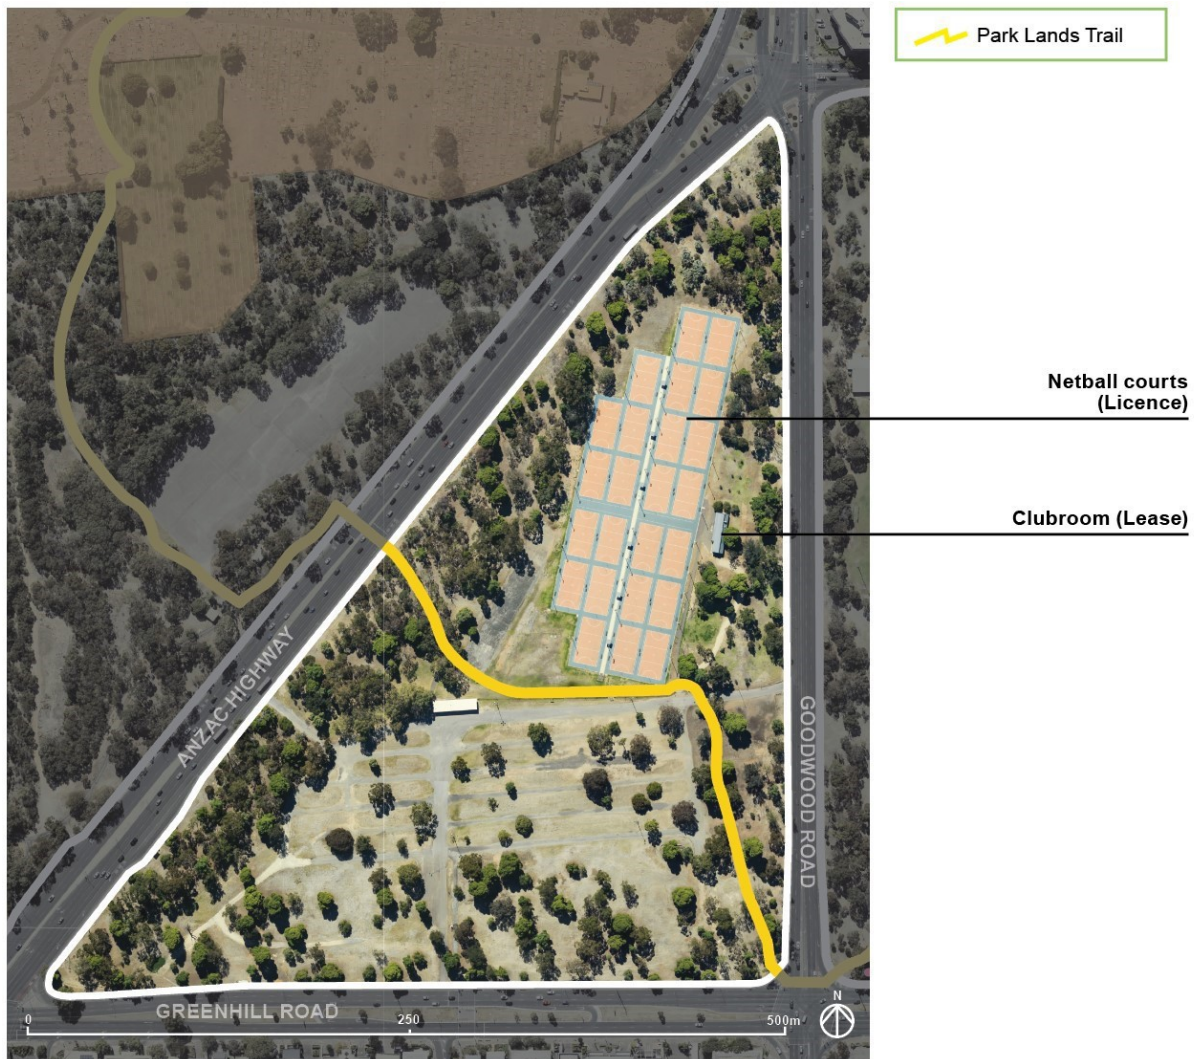 Park Lands Trail
Netball courts
(Licence)
Clubroom (Lease)
ANZAC HIGHWAY
GOODWOOD ROAD
GREENHILL ROAD
N
0
250
500m